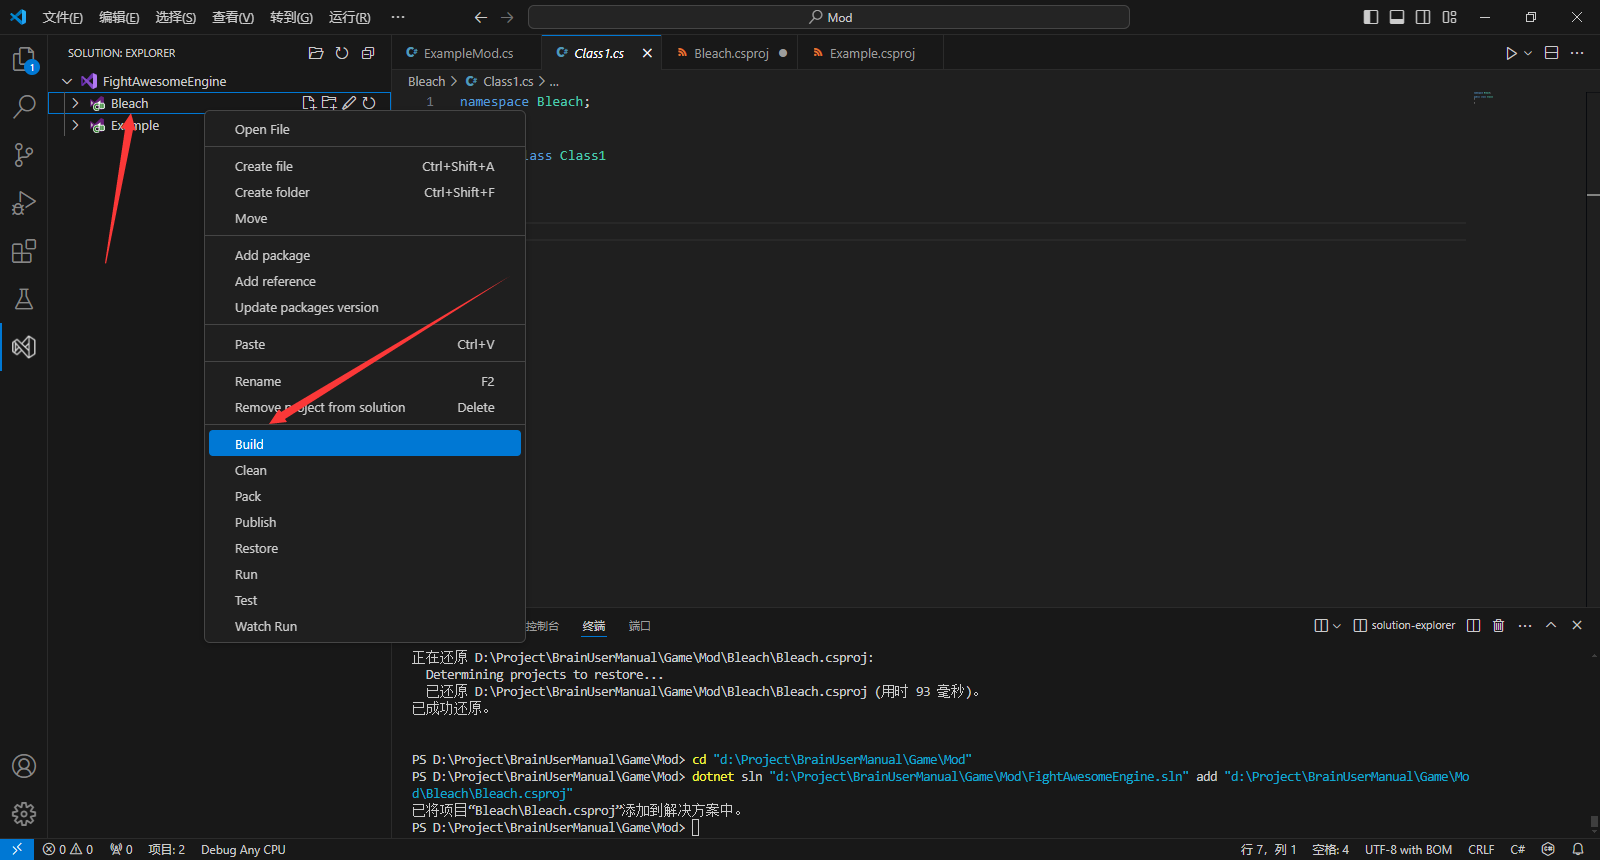 文件(F) 编辑(E) 选择(S) 查看(V) 转到(G) 运行(R) ··· Mod
SOLUTION: EXPLORER
ExampleMod.cs Class1.cs Bleach.csproj Example.csproj
1
FightAwesomeEngine
Bleach > Class1.cs > ...
Bleach
1 namespace Bleach;
Example
Open File
Create file Ctrl+Shift+A
ass Class1
Create folder Ctrl+Shift+F
Move
Add package
Add reference
Update packages version
Paste Ctrl+V
Rename F2
Remove project from solution Delete
Build
Clean
Pack
Publish
Restore
Run
Test
Watch Run
控制台 终端 端口 solution-explorer
正在还原 D:\Project\BrainUserManual\Game\Mod\Bleach\Bleach.csproj:
Determining projects to restore...
已还原 D:\Project\BrainUserManual\Game\Mod\Bleach\Bleach.csproj (用时 93 毫秒)。
已成功还原。
PS D:\Project\BrainUserManual\Game\Mod> cd "d:\Project\BrainUserManual\Game\Mod"
PS D:\Project\BrainUserManual\Game\Mod> dotnet sln "d:\Project\BrainUserManual\Game\Mod\FightAwesomeEngine.sln" add "d:\Project\BrainUserManual\Game\Mo
d\Bleach\Bleach.csproj"
已将项目“Bleach\Bleach.csproj”添加到解决方案中。
PS D:\Project\BrainUserManual\Game\Mod>
0 0 0 项目: 2 Debug Any CPU 行 7，列 1 空格: 4 UTF-8 with BOM CRLF C#